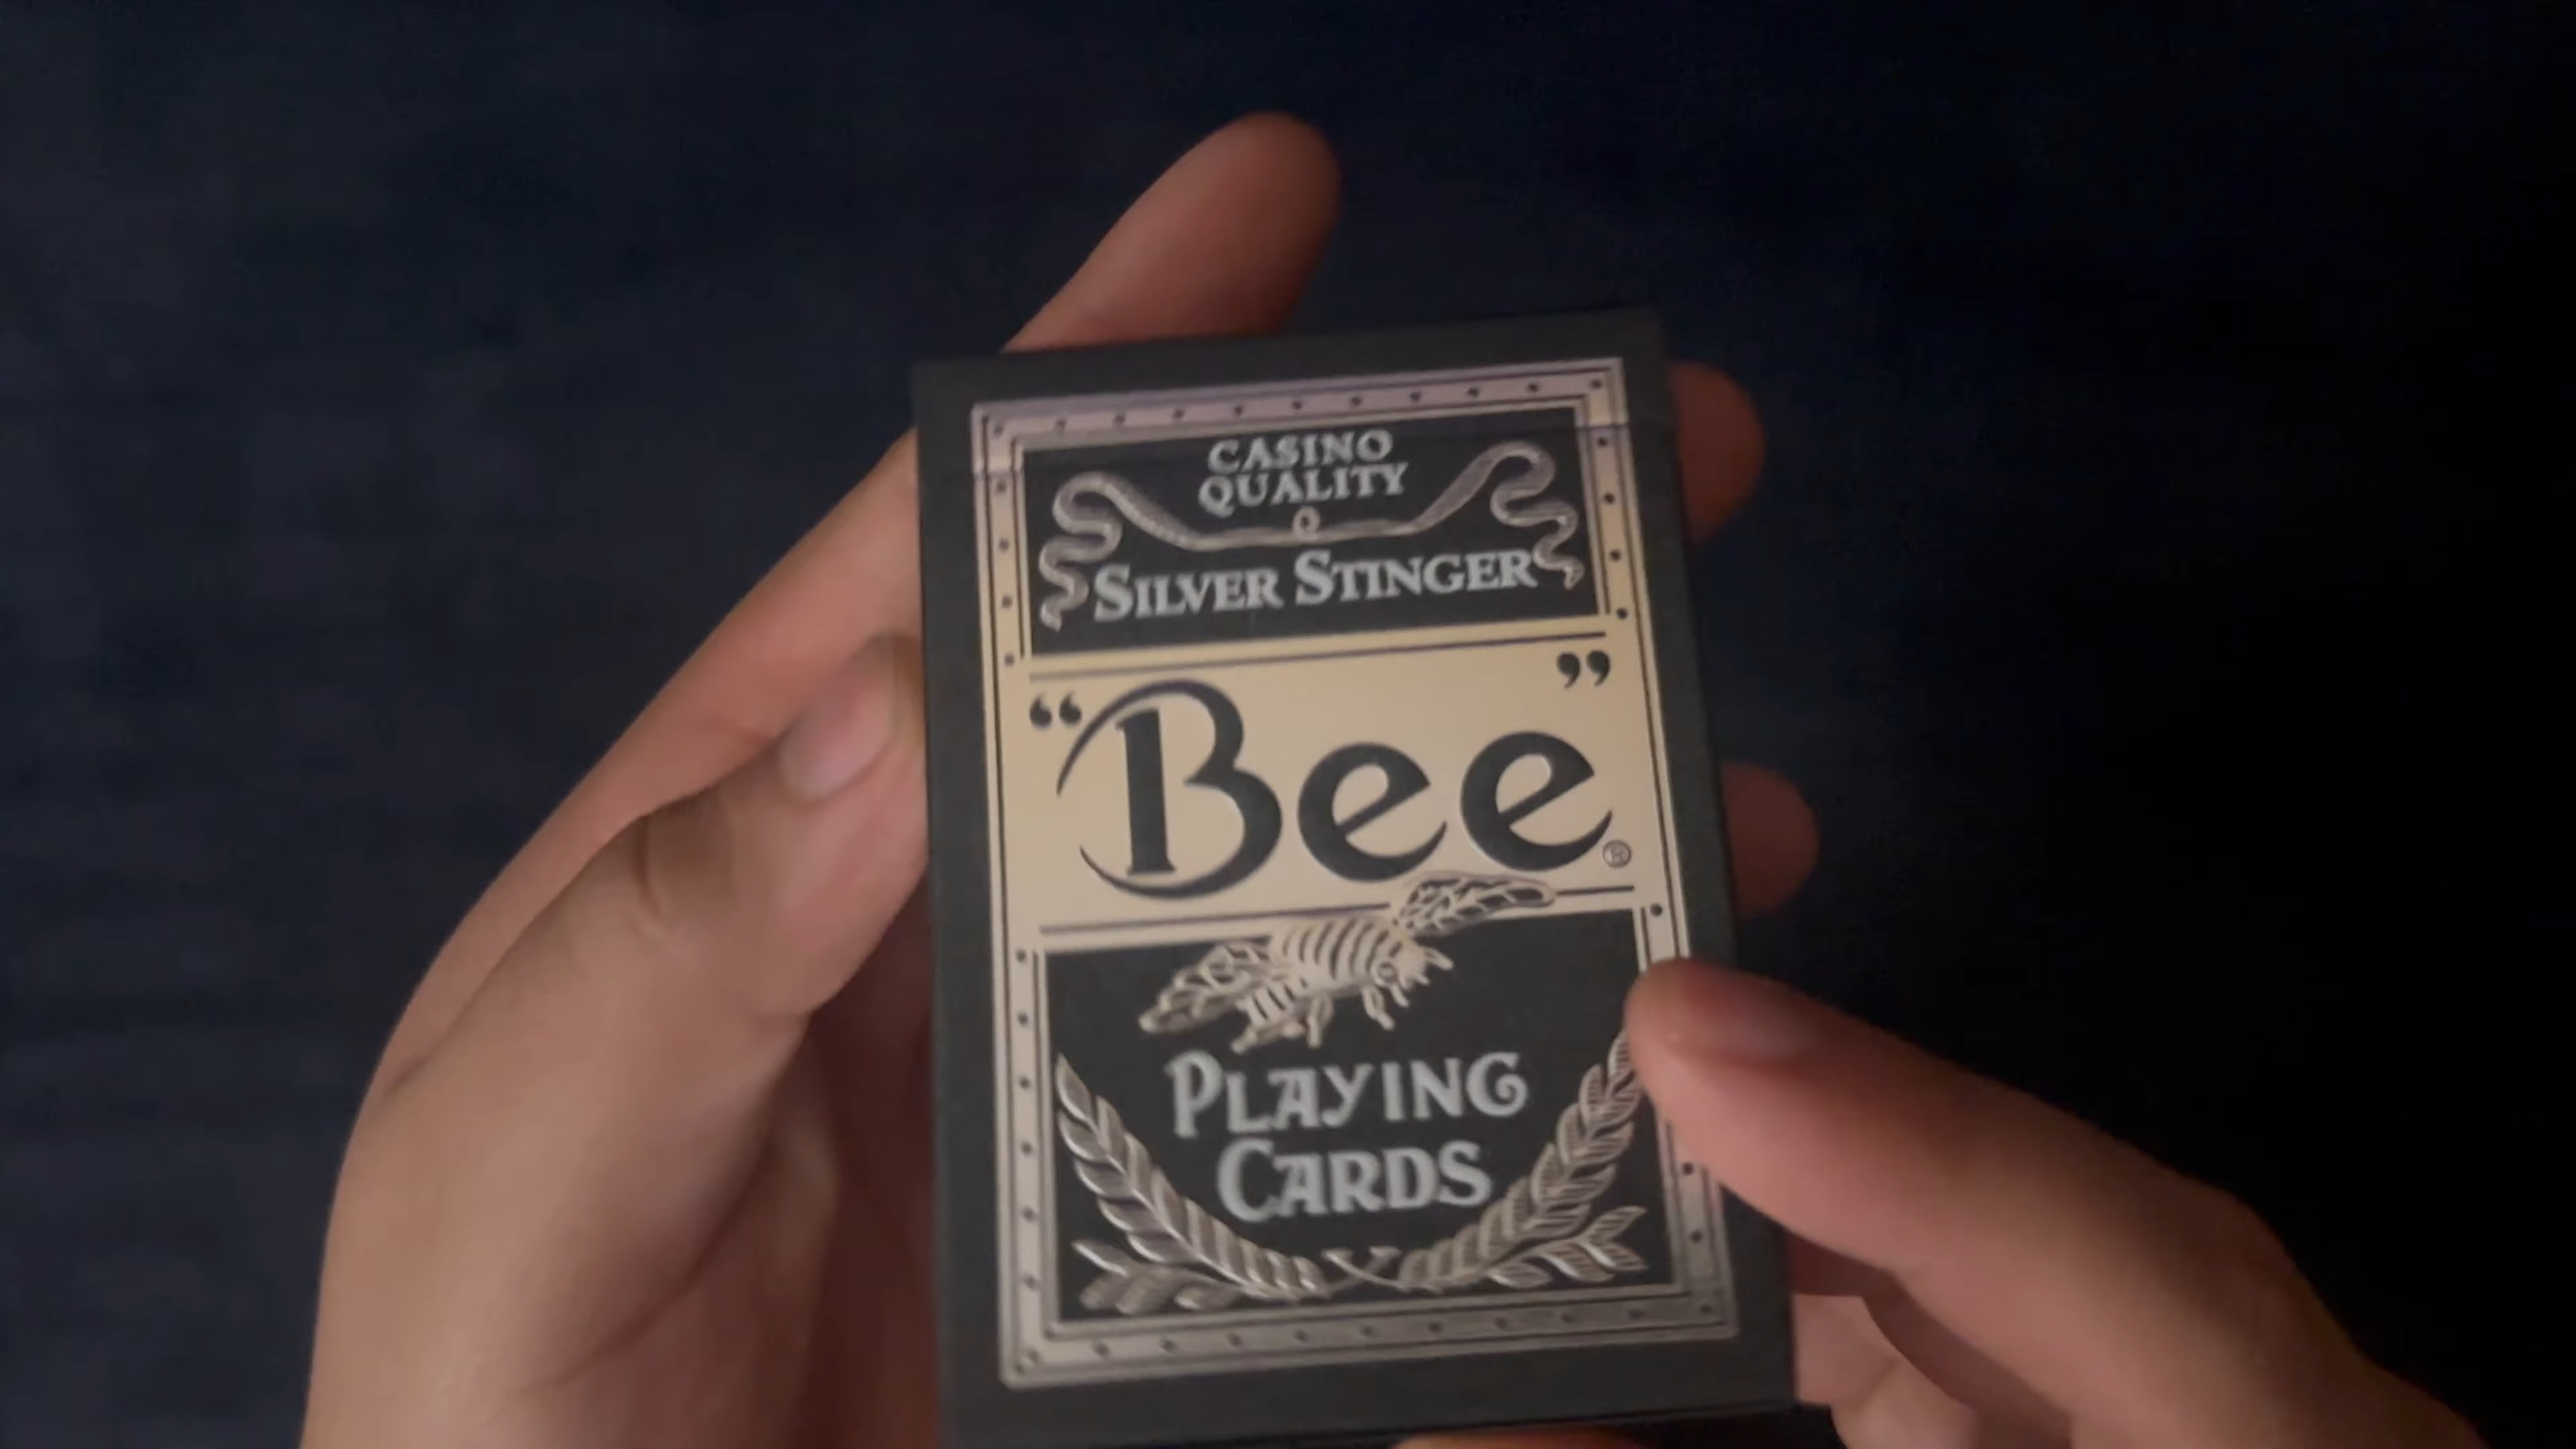 CASINO
QUALITY
SILVER STINGER
“Bee”®
PLAYING
CARDS